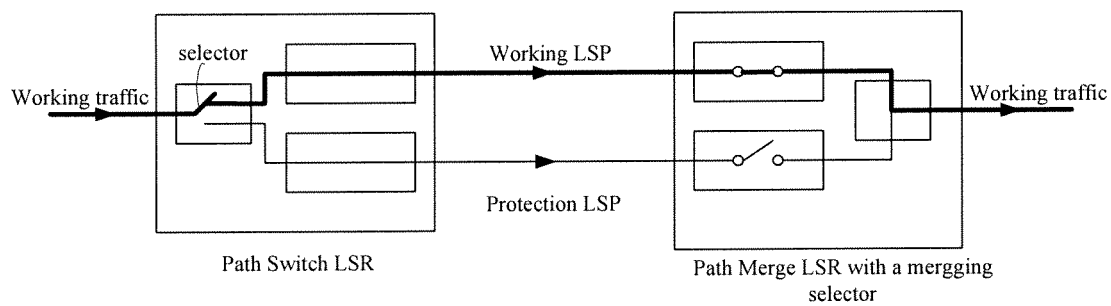 selector
Working LSP
Working traffic
Working traffic
Protection LSP
Path Switch LSR
Path Merge LSR with a mergging
selector